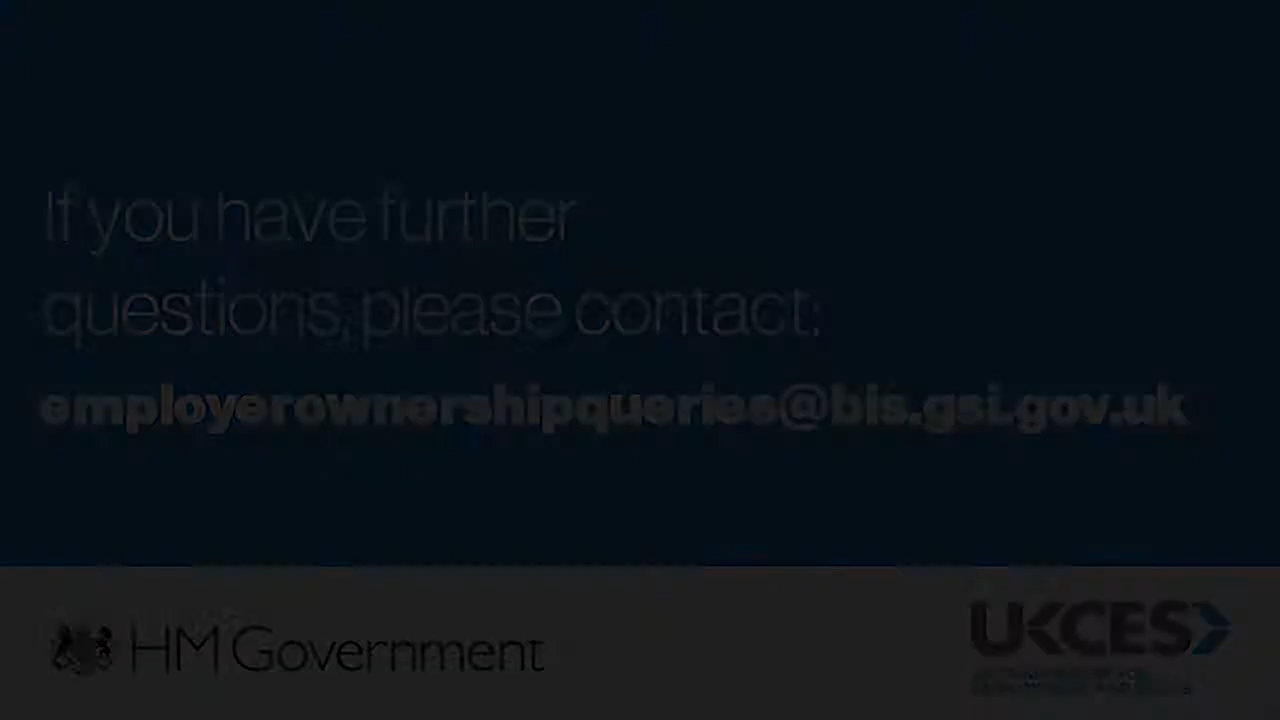 If you have further
questions, please contact:
employerownershipqueries@bis.gsi.gov.uk
HM Government
UKCES